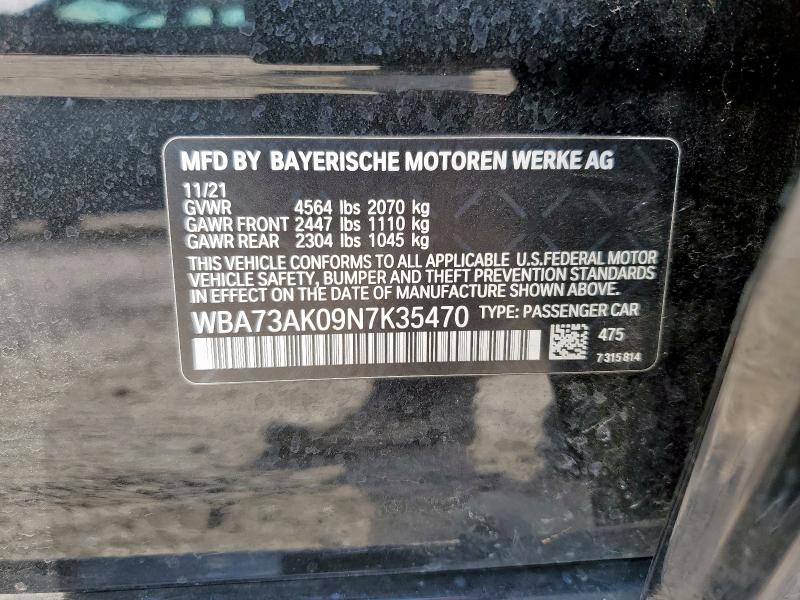 MFD BY BAYERISCHE MOTOREN WERKE AG
11/21
GVWR 4564 lbs 2070 kg
GAWR FRONT 2447 lbs 1110 kg
GAWR REAR 2304 lbs 1045 kg
THIS VEHICLE CONFORMS TO ALL APPLICABLE U.S.FEDERAL MOTOR
VEHICLE SAFETY, BUMPER AND THEFT PREVENTION STANDARDS
IN EFFECT ON THE DATE OF MANUFACTURE SHOWN ABOVE.
WBA73AK09N7K35470 TYPE: PASSENGER CAR
475
7 315 814